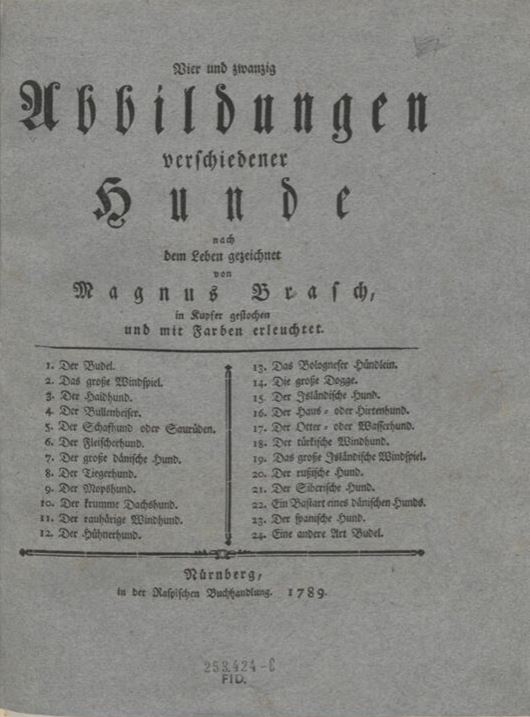 Vier und zwanzig
Abbildungen
verschiedener
Hunde
nach
dem Leben gezeichnet
von
Magnus Brasch,
in Kupfer gestochen
und mit Farben erleuchtet.
1. Der Budel.
2. Das große Windspiel.
3. Der Haidhund.
4. Der Bullenbeiser.
5. Der Schafhund oder Saurüden.
6. Der Fleischerhund.
7. Der große dänische Hund.
8. Der Tiegerhund.
9. Der Mopshund.
10. Der krumme Dachshund.
11. Der rauhärige Windhund.
12. Der Hühnerhund.
13. Das Bologneser Hündlein.
14. Die große Dogge.
15. Der Isländische Hund.
16. Der Haus- oder Hirtenhund.
17. Der Otter- oder Wasserhund.
18. Der türkische Windhund.
19. Das große Isländische Windspiel.
20. Der rußische Hund.
21. Der Siberische Hund.
22. Ein Bastart eines dänischen Hunds.
23. Der spanische Hund.
24. Eine andere Art Budel.
Nürnberg,
in der Raspischen Buchhandlung. 1789.
253.424-C
FID.